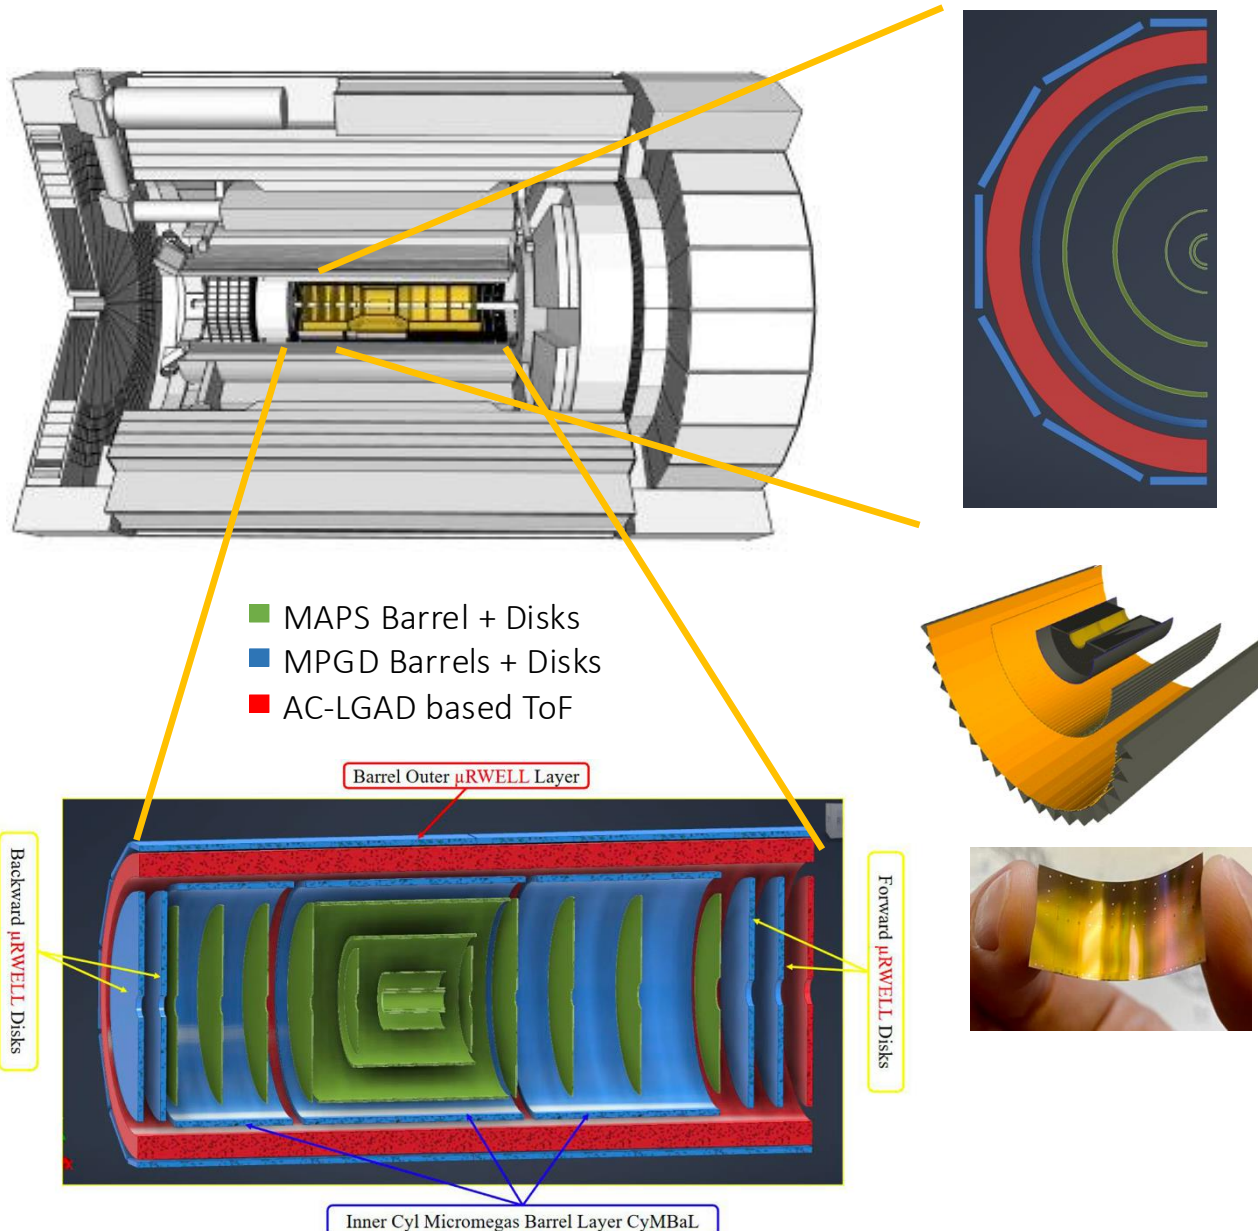 MAPS Barrel + Disks
MPGD Barrels + Disks
AC-LGAD based ToF
Barrel Outer µRWELL Layer
Backward
µRWELL Disks
Forward µRWELL Disks
Inner Cyl Micromegas Barrel Layer CyMBaL